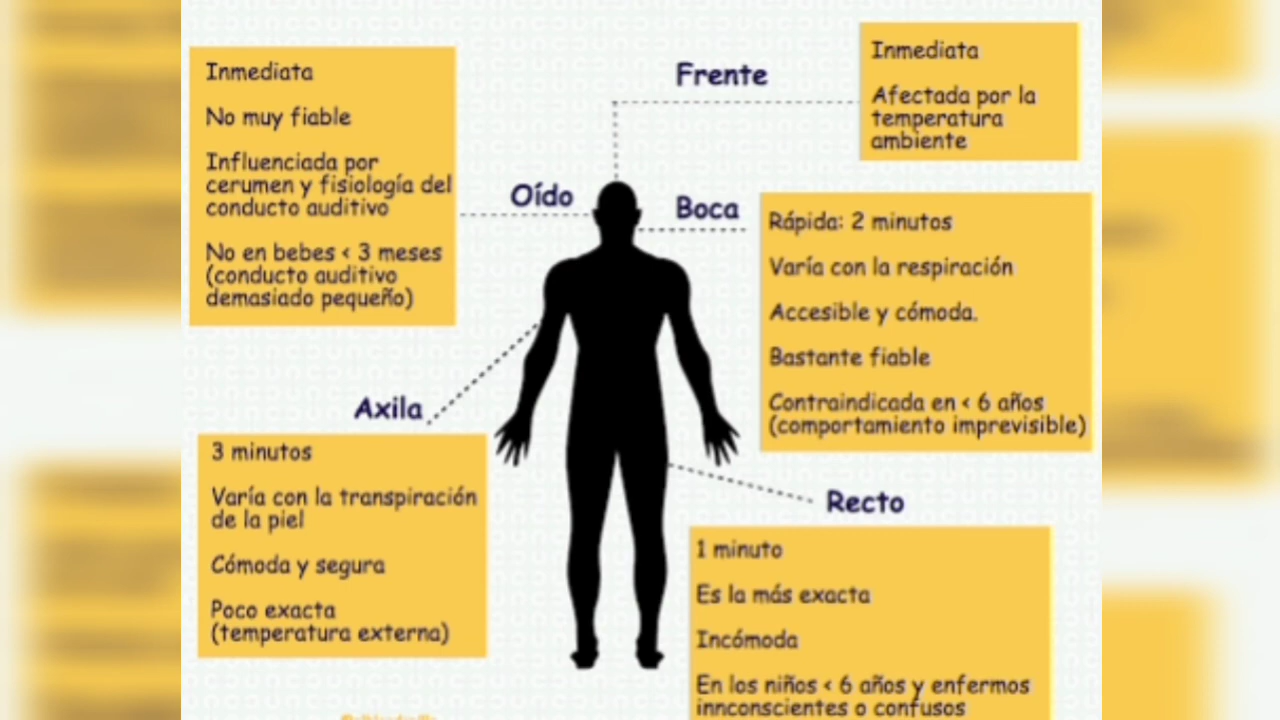 Inmediata
No muy fiable
Influenciada por
cerumen y fisiología del
conducto auditivo
No en bebes < 3 meses
(conducto auditivo
demasiado pequeño)
Oído
Frente
Inmediata
Afectada por la
temperatura
ambiente
Boca
Rápida: 2 minutos
Varía con la respiración
Accesible y cómoda.
Bastante fiable
Contraindicada en < 6 años
(comportamiento imprevisible)
Axila
3 minutos
Varía con la transpiración
de la piel
Cómoda y segura
Poco exacta
(temperatura externa)
Recto
1 minuto
Es la más exacta
Incómoda
En los niños < 6 años y enfermos
innconscientes o confusos